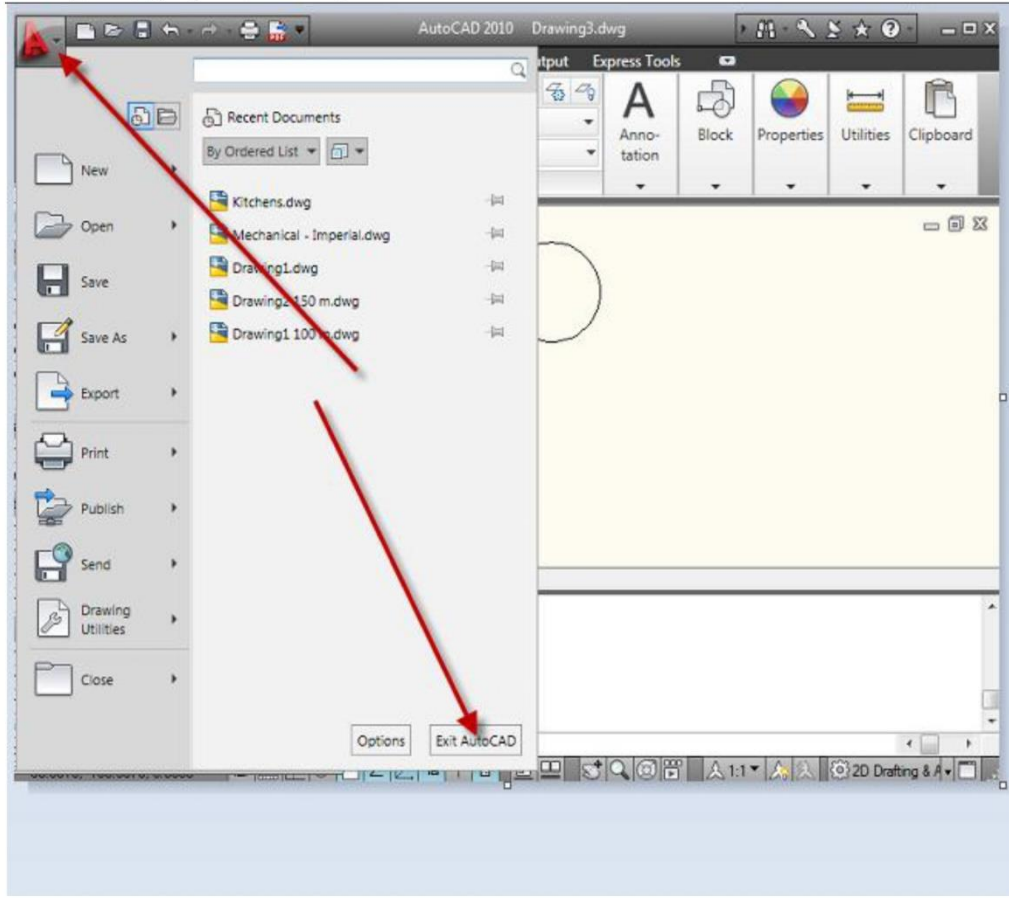 AutoCAD 2010 Drawing3.dwg
tput Express Tools
Recent Documents
By Ordered List
Kitchens.dwg
Mechanical - Imperial.dwg
Drawing1.dwg
Drawing2 150 m.dwg
Drawing1 100 m.dwg
New
Open
Save
Save As
Export
Print
Publish
Send
Drawing
Utilities
Close
Options
Exit AutoCAD
A
Anno-
tation
Block
Properties
Utilities
Clipboard
1:1
2D Drafting & A